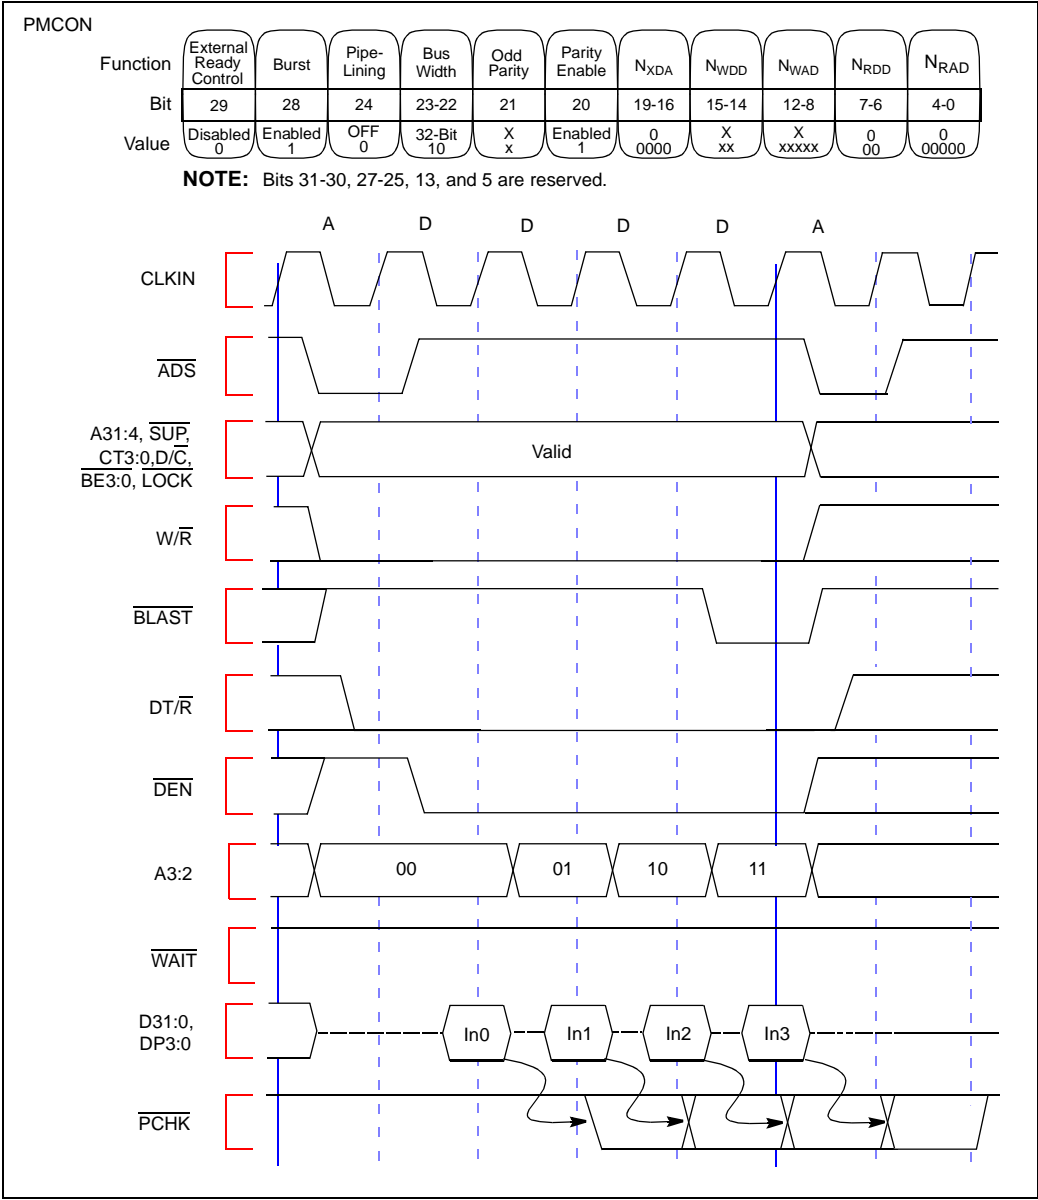 PMCON
Function
External
Ready
Control
Burst
Pipe-
Lining
Bus
Width
Odd
Parity
Parity
Enable
NXDA
NWDD
NWAD
NRDD
NRAD
Bit
29
28
24
23-22
21
20
19-16
15-14
12-8
7-6
4-0
Value
Disabled
0
Enabled
1
OFF
0
32-Bit
10
X
x
Enabled
1
0
0000
X
xx
X
xxxxx
0
00
0
00000
NOTE: Bits 31-30, 27-25, 13, and 5 are reserved.
A D D D D A
CLKIN
ADS
A31:4, SUP,
CT3:0,D/C,
BE3:0, LOCK
Valid
W/R
BLAST
DT/R
DEN
A3:2
00 01 10 11
WAIT
D31:0,
DP3:0
In0 In1 In2 In3
PCHK